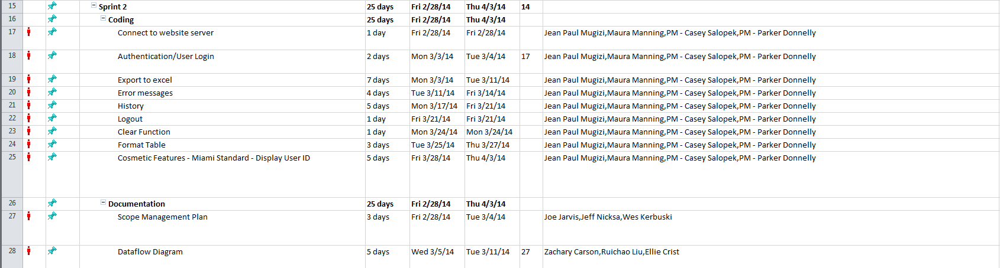 15 Sprint 2 25 days Fri 2/28/14 Thu 4/3/14 14
16 Coding 25 days Fri 2/28/14 Thu 4/3/14
17 Connect to website server 1 day Fri 2/28/14 Fri 2/28/14 Jean Paul Mugizi,Maura Manning,PM - Casey Salopek,PM - Parker Donnelly
18 Authentication/User Login 2 days Mon 3/3/14 Tue 3/4/14 17 Jean Paul Mugizi,Maura Manning,PM - Casey Salopek,PM - Parker Donnelly
19 Export to excel 7 days Mon 3/3/14 Tue 3/11/14 Jean Paul Mugizi,Maura Manning,PM - Casey Salopek,PM - Parker Donnelly
20 Error messages 4 days Tue 3/11/14 Fri 3/14/14 Jean Paul Mugizi,Maura Manning,PM - Casey Salopek,PM - Parker Donnelly
21 History 5 days Mon 3/17/14 Fri 3/21/14 Jean Paul Mugizi,Maura Manning,PM - Casey Salopek,PM - Parker Donnelly
22 Logout 1 day Fri 3/21/14 Fri 3/21/14 Jean Paul Mugizi,Maura Manning,PM - Casey Salopek,PM - Parker Donnelly
23 Clear Function 1 day Mon 3/24/14 Mon 3/24/14 Jean Paul Mugizi,Maura Manning,PM - Casey Salopek,PM - Parker Donnelly
24 Format Table 3 days Tue 3/25/14 Thu 3/27/14 Jean Paul Mugizi,Maura Manning,PM - Casey Salopek,PM - Parker Donnelly
25 Cosmetic Features - Miami Standard - Display User ID 5 days Fri 3/28/14 Thu 4/3/14 Jean Paul Mugizi,Maura Manning,PM - Casey Salopek,PM - Parker Donnelly
26 Documentation 25 days Fri 2/28/14 Thu 4/3/14
27 Scope Management Plan 3 days Fri 2/28/14 Tue 3/4/14 Joe Jarvis,Jeff Nicksa,Wes Kerbuski
28 Dataflow Diagram 5 days Wed 3/5/14 Tue 3/11/14 27 Zachary Carson,Ruichao Liu,Ellie Crist